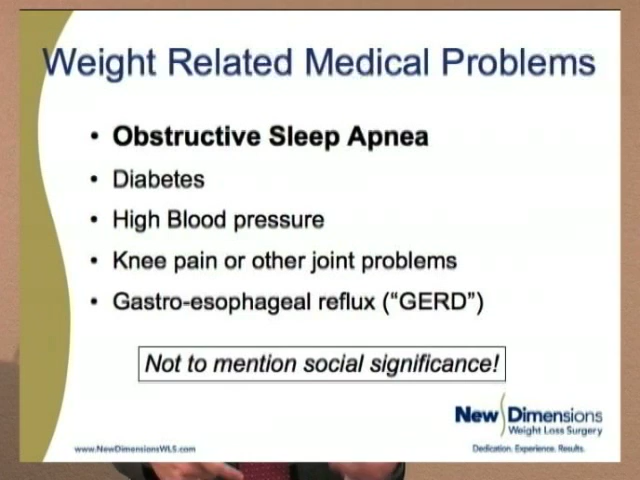 Weight Related Medical Problems
• Obstructive Sleep Apnea
• Diabetes
• High Blood pressure
• Knee pain or other joint problems
• Gastro-esophageal reflux (“GERD”)
Not to mention social significance!
New Dimensions
Weight Loss Surgery
www.NewDimensionsWLS.com
Dedication. Experience. Results.